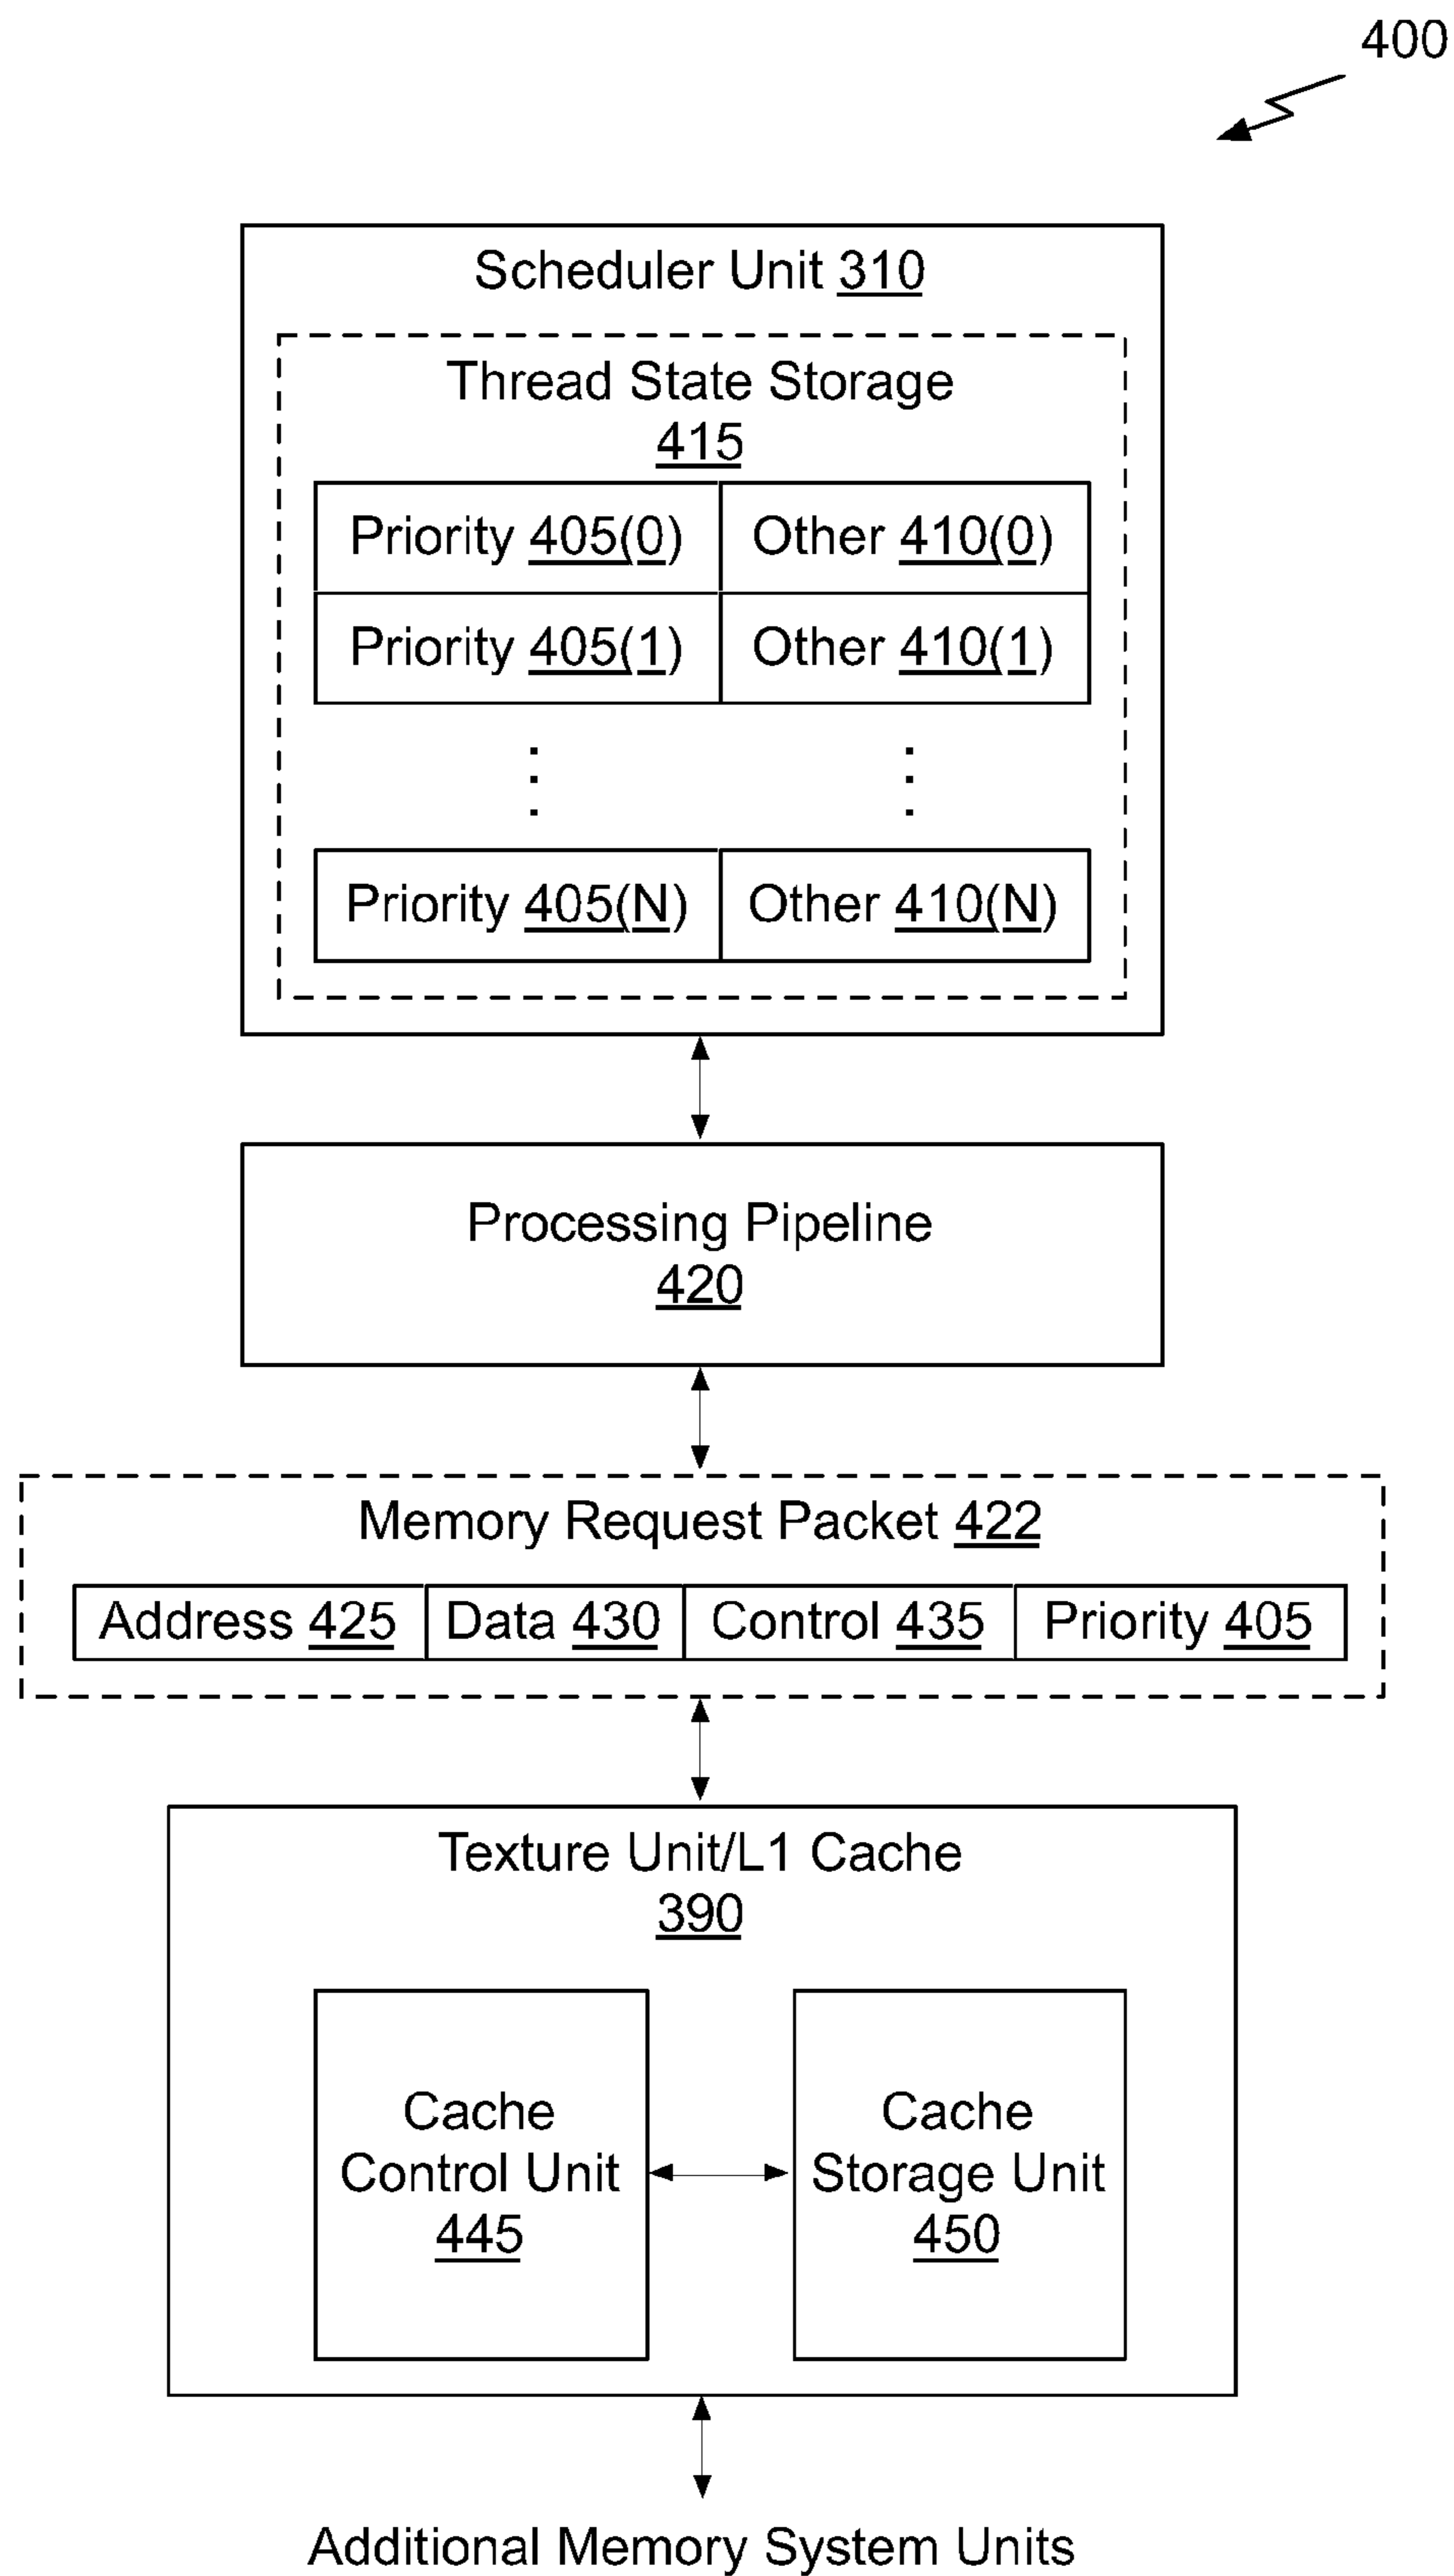 400
Scheduler Unit 310
Thread State Storage
415
Priority 405(0) Other 410(0)
Priority 405(1) Other 410(1)
Priority 405(N) Other 410(N)
Processing Pipeline
420
Memory Request Packet 422
Address 425 Data 430 Control 435 Priority 405
Texture Unit/L1 Cache
390
Cache
Control Unit
445
Cache
Storage Unit
450
Additional Memory System Units